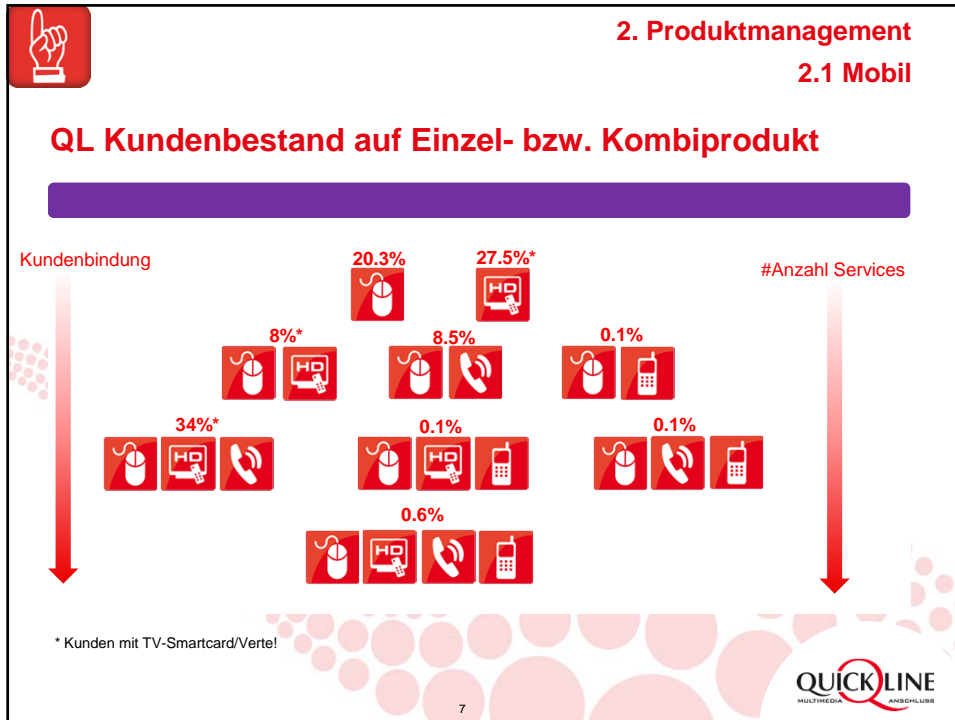 2. Produktmanagement
2.1 Mobil
QL Kundenbestand auf Einzel- bzw. Kombiprodukt
Kundenbindung
#Anzahl Services
20.3%
27.5%*
HD
8%*
8.5%
0.1%
HD
34%*
0.1%
0.1%
HD
HD
0.6%
HD
* Kunden mit TV-Smartcard/Verte!
QUICKLINE
MULTIMEDIA ANSCHLUSS
7